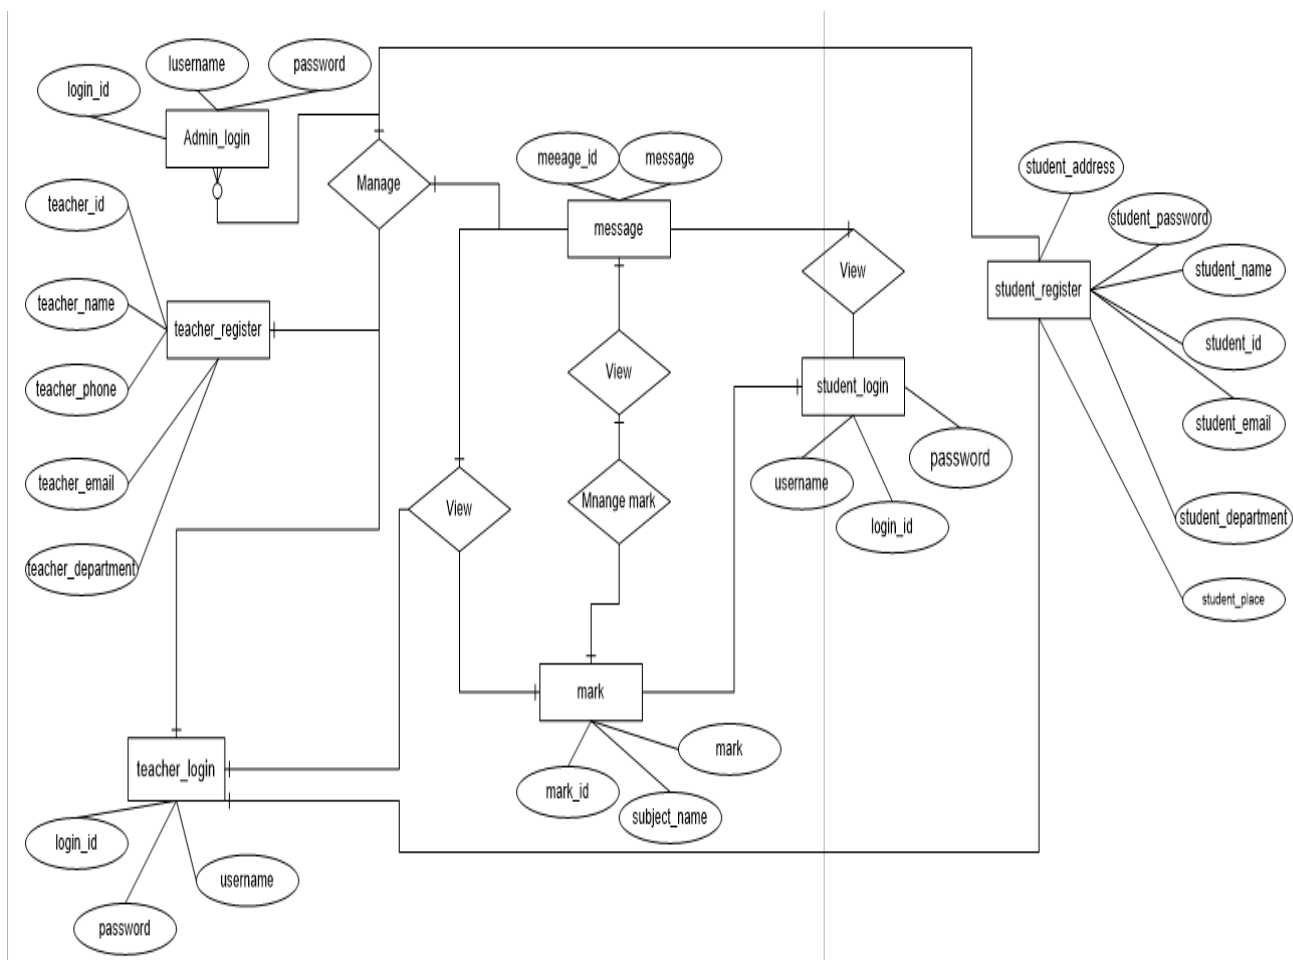 lusername
password
login_id
Admin_login
Manage
meeage_id
message
student_address
teacher_id
student_password
message
View
student_name
teacher_name
teacher_register
student_register
student_id
teacher_phone
View
student_login
student_email
teacher_email
View
Mnange mark
username
password
login_id
student_department
teacher_department
student_place
mark
teacher_login
mark
mark_id
subject_name
login_id
username
password